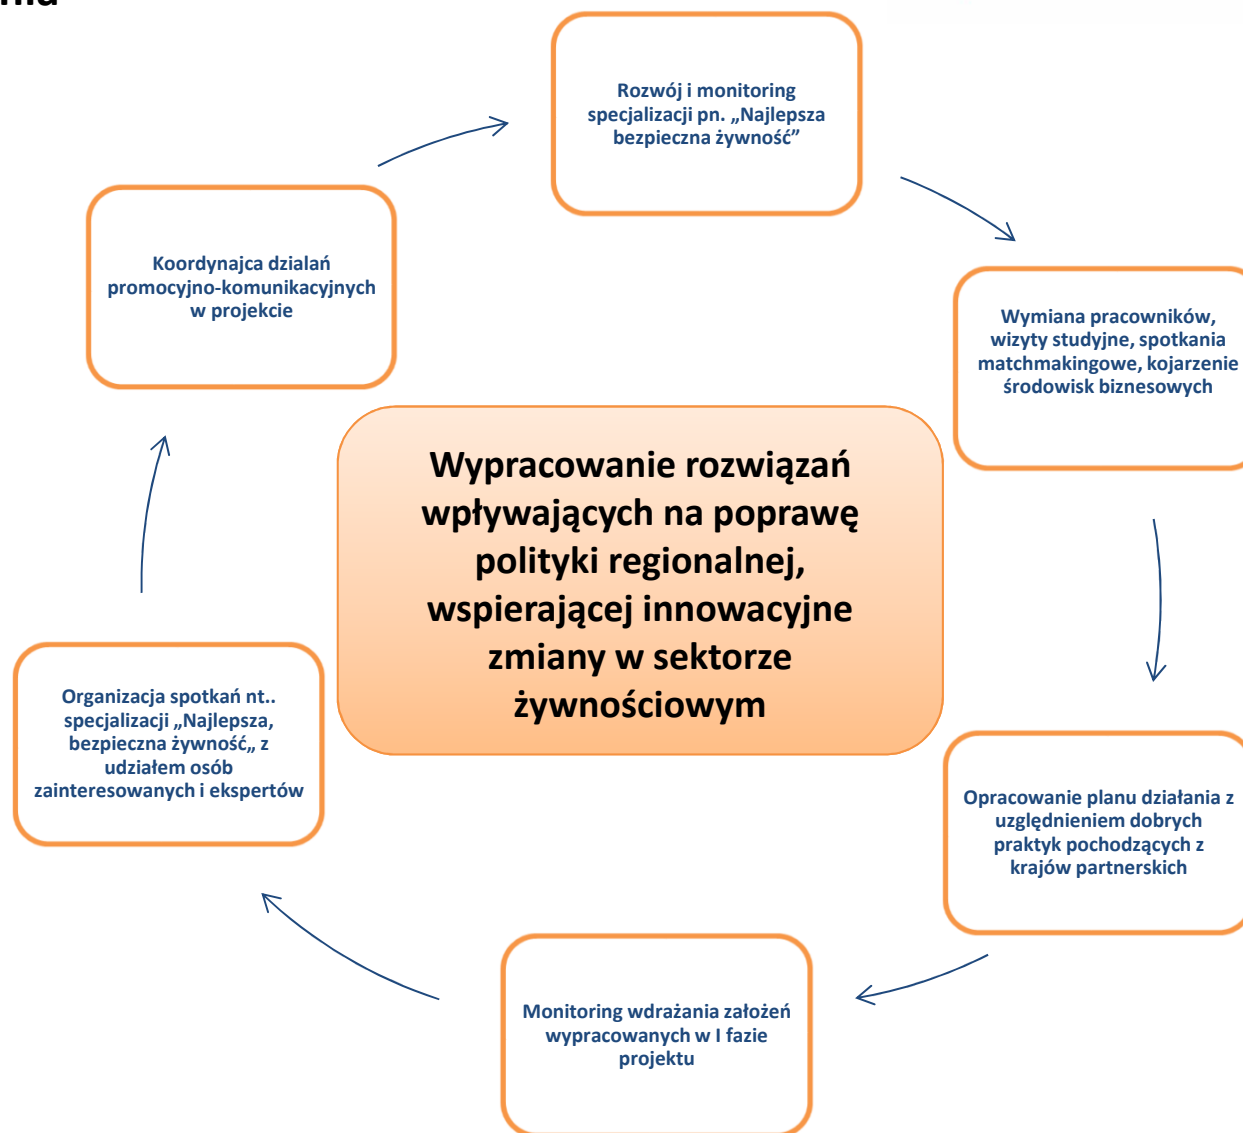 Rozwój i monitoring
specjalizacji pn. „Najlepsza
bezpieczna żywność”
Wymiana pracowników,
wizyty studyjne, spotkania
matchmakingowe, kojarzenie
środowisk biznesowych
Opracowanie planu działania z
uzględnieniem dobrych
praktyk pochodzących z
krajów partnerskich
Monitoring wdrażania założeń
wypracowanych w I fazie
projektu
Organizacja spotkań nt..
specjalizacji „Najlepsza,
bezpieczna żywność„ z
udziałem osób
zainteresowanych i ekspertów
Koordynajca dzialań
promocyjno-komunikacyjnych
w projekcie
Wypracowanie rozwiązań
wpływających na poprawę
polityki regionalnej,
wspierającej innowacyjne
zmiany w sektorze
żywnościowym